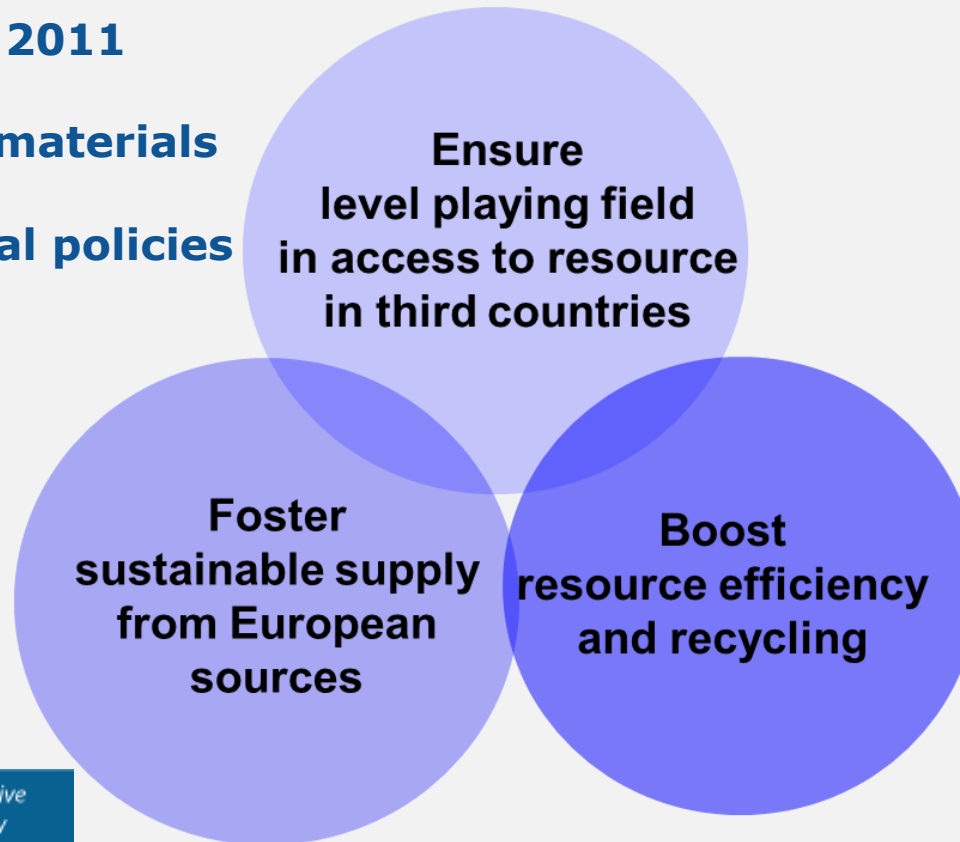 2011
materials
al policies
Ensure
level playing field
in access to resource
in third countries
Foster
sustainable supply
from European
sources
Boost
resource efficiency
and recycling
ive
y